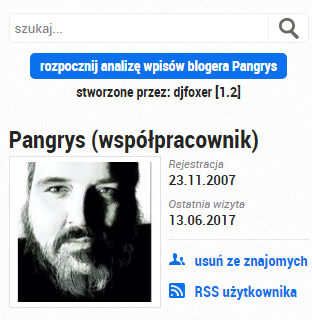 szukaj...
rozpocznij analizę wpisów blogera Pangrys
stworzone przez: djfoxer [1.2]
Pangrys (współpracownik)
Rejestracja
23.11.2007
Ostatnia wizyta
13.06.2017
usuń ze znajomych
RSS użytkownika